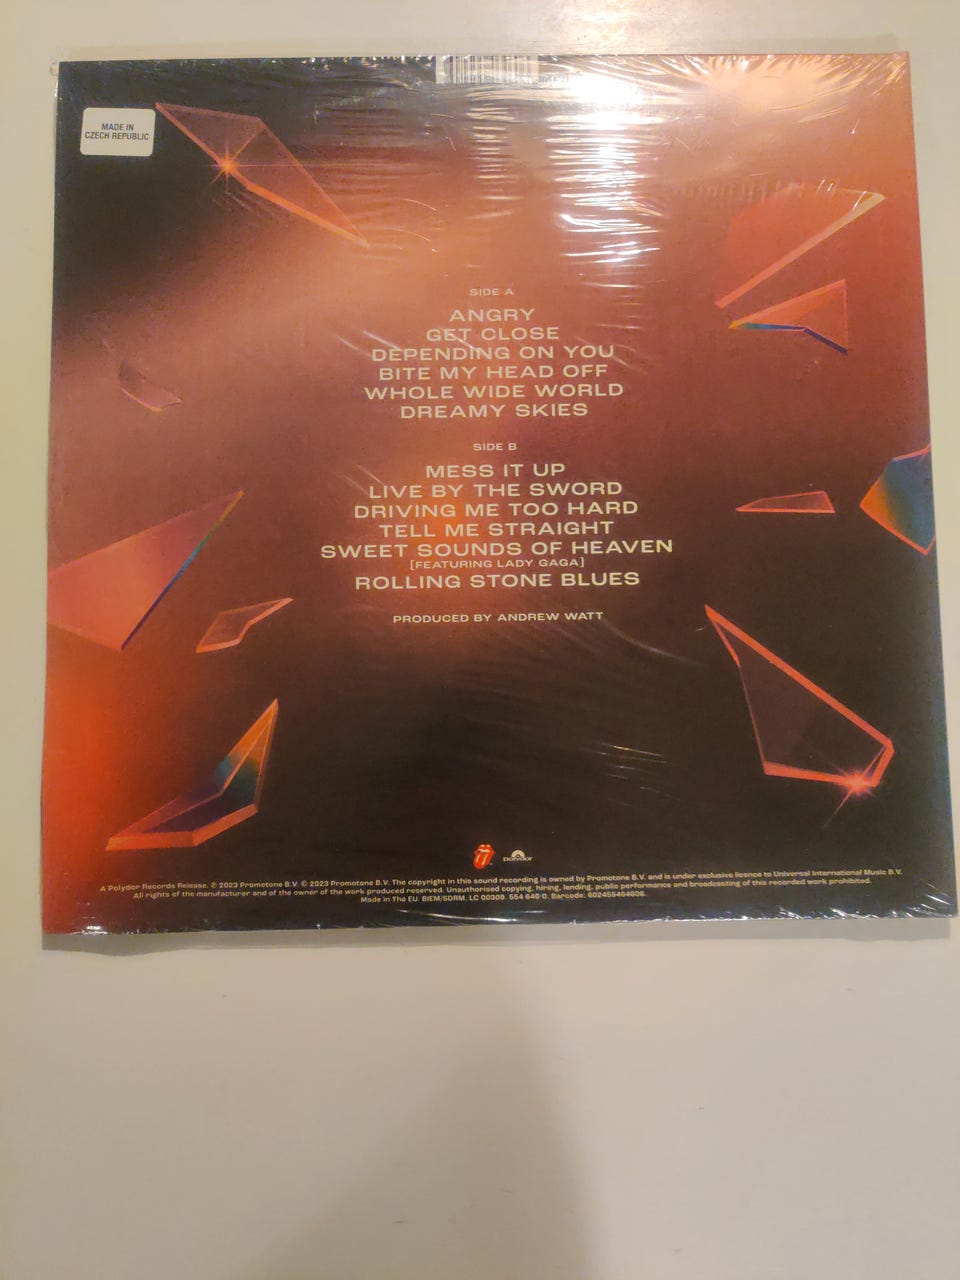 MADE IN
CZECH REPUBLIC
SIDE A
ANGRY
GET CLOSE
DEPENDING ON YOU
BITE MY HEAD OFF
WHOLE WIDE WORLD
DREAMY SKIES
SIDE B
MESS IT UP
LIVE BY THE SWORD
DRIVING ME TOO HARD
TELL ME STRAIGHT
SWEET SOUNDS OF HEAVEN
[FEATURING LADY GAGA]
ROLLING STONE BLUES
PRODUCED BY ANDREW WATT
Polydor
A Polydor Records Release. ℗ 2023 Promotone B.V. © 2023 Promotone B.V. The copyright in this sound recording is owned by Promotone B.V. and is under exclusive licence to Universal International Music B.V.
All rights of the manufacturer and of the owner of the work produced reserved. Unauthorised copying, hiring, lending, public performance and broadcasting of this recorded work prohibited.
Made in The EU. BIEM/SDRM. LC 00309. 554 646-0. Barcode: 602455464606.